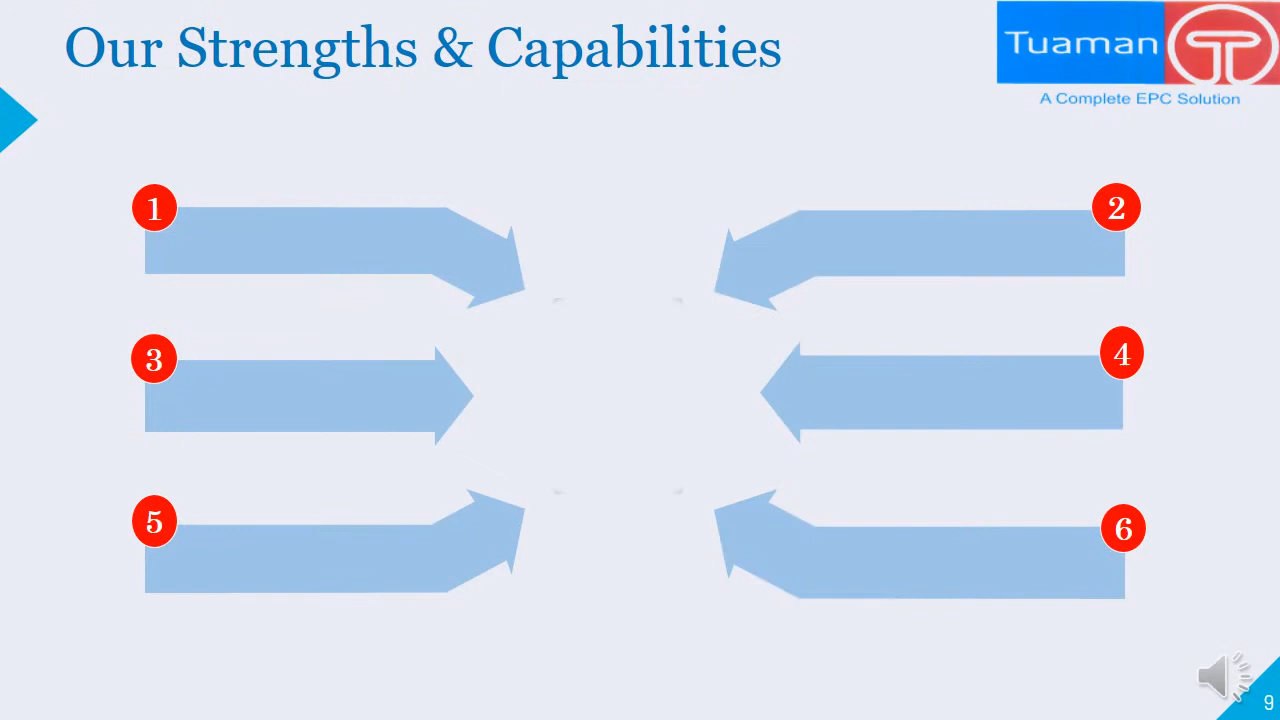 Our Strengths & Capabilities
Tuaman
A Complete EPC Solution
1
2
3
4
5
6
9